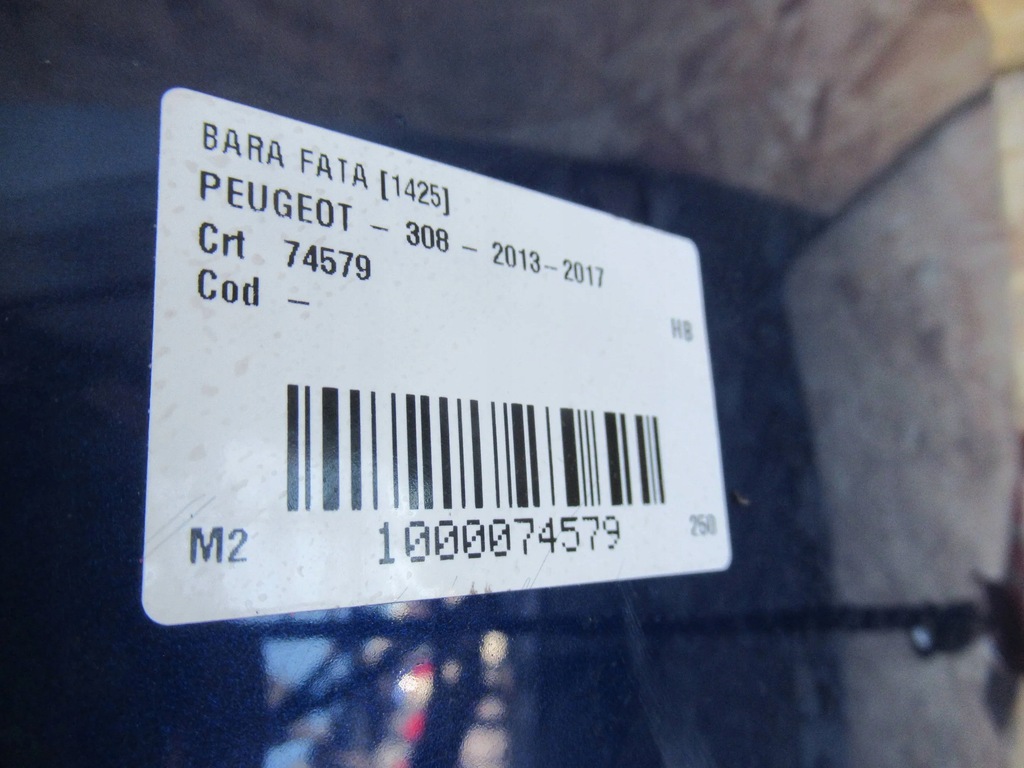 BARA FATA [1425]
PEUGEOT - 308 - 2013-2017
Crt 74579
Cod -
HB
M2 1000074579 250